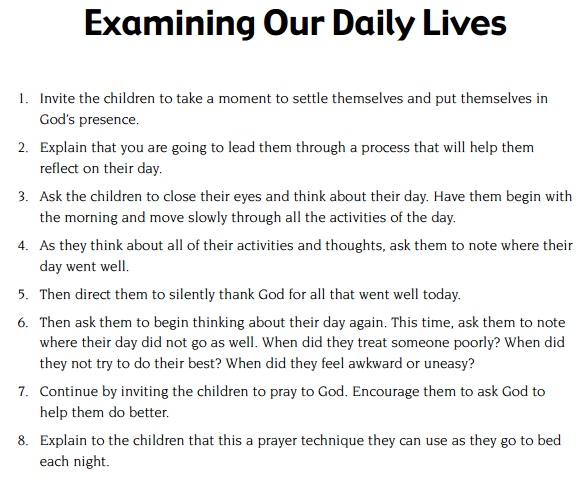 Examining Our Daily Lives
1. Invite the children to take a moment to settle themselves and put themselves in
God's presence.
2. Explain that you are going to lead them through a process that will help them
reflect on their day.
3. Ask the children to close their eyes and think about their day. Have them begin with
the morning and move slowly through all the activities of the day.
4. As they think about all of their activities and thoughts, ask them to note where their
day went well.
5. Then direct them to silently thank God for all that went well today.
6. Then ask them to begin thinking about their day again. This time, ask them to note
where their day did not go as well. When did they treat someone poorly? When did
they not try to do their best? When did they feel awkward or uneasy?
7. Continue by inviting the children to pray to God. Encourage them to ask God to
help them do better.
8. Explain to the children that this a prayer technique they can use as they go to bed
each night.